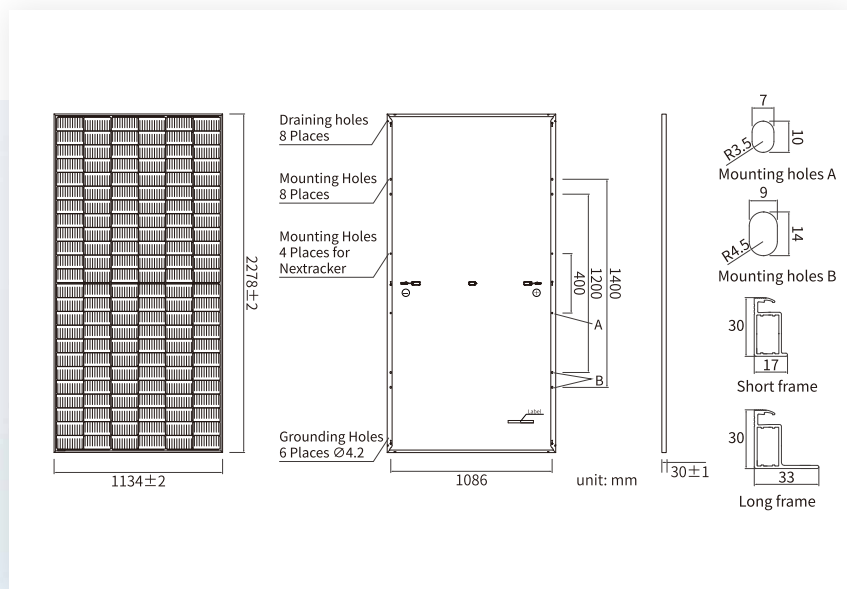 2278±2
1134±2
Draining holes
8 Places
Mounting Holes
8 Places
Mounting Holes
4 Places for
Nextracker
Grounding Holes
6 Places Ø4.2
400
1200
1400
A
B
Label
1086
unit: mm
30±1
7
10
R3.5
Mounting holes A
9
14
R4.5
Mounting holes B
30
17
Short frame
30
33
Long frame